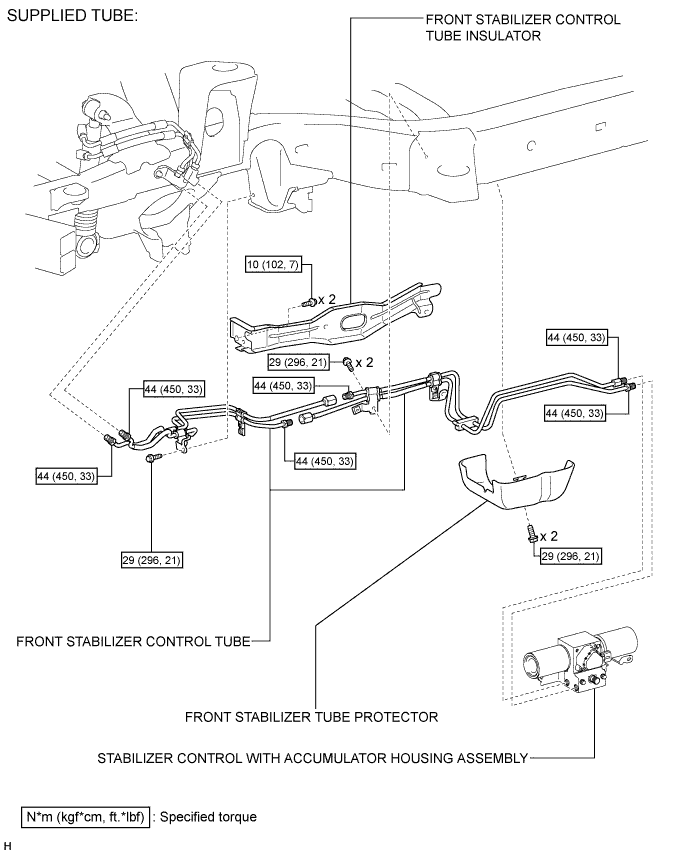 SUPPLIED TUBE:
FRONT STABILIZER CONTROL
TUBE INSULATOR
10 (102, 7)
x 2
29 (296, 21)
x 2
44 (450, 33)
44 (450, 33)
44 (450, 33)
44 (450, 33)
44 (450, 33)
44 (450, 33)
29 (296, 21)
x 2
29 (296, 21)
FRONT STABILIZER CONTROL TUBE
FRONT STABILIZER TUBE PROTECTOR
STABILIZER CONTROL WITH ACCUMULATOR HOUSING ASSEMBLY
N*m (kgf*cm, ft.*lbf) : Specified torque
H